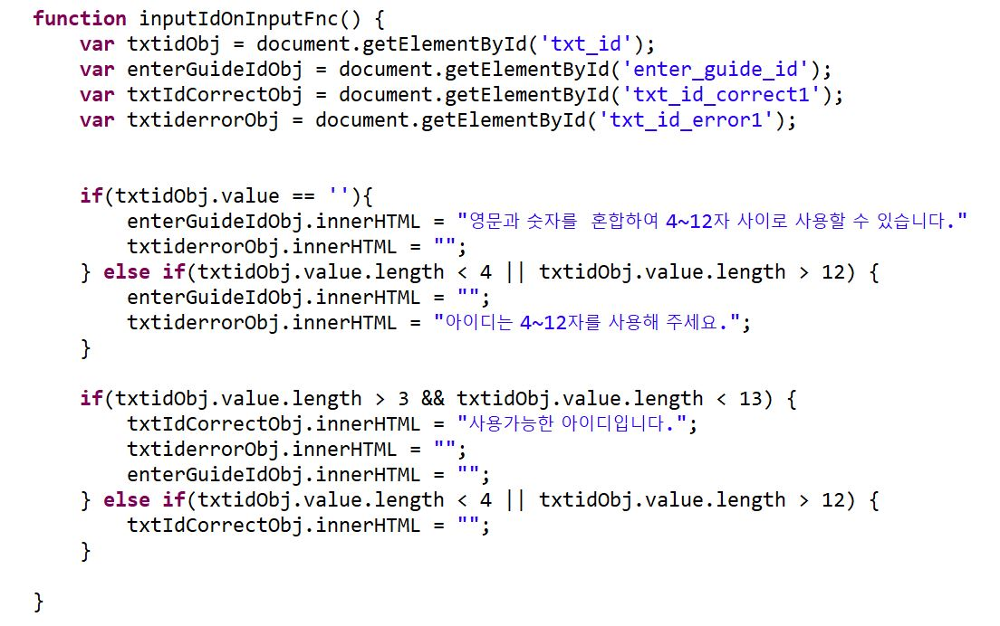 function inputIdOnInputFnc() {
    var txtidObj = document.getElementById('txt_id');
    var enterGuideIdObj = document.getElementById('enter_guide_id');
    var txtIdCorrectObj = document.getElementById('txt_id_correct1');
    var txtiderrorObj = document.getElementById('txt_id_error1');
    if(txtidObj.value == ''){
        enterGuideIdObj.innerHTML = "영문과 숫자를  혼합하여 4~12자 사이로 사용할 수 있습니다."
        txtiderrorObj.innerHTML = "";
    } else if(txtidObj.value.length < 4 || txtidObj.value.length > 12) {
        enterGuideIdObj.innerHTML = "";
        txtiderrorObj.innerHTML = "아이디는 4~12자를 사용해 주세요.";
    }
    if(txtidObj.value.length > 3 && txtidObj.value.length < 13) {
        txtIdCorrectObj.innerHTML = "사용가능한 아이디입니다.";
        txtiderrorObj.innerHTML = "";
        enterGuideIdObj.innerHTML = "";
    } else if(txtidObj.value.length < 4 || txtidObj.value.length > 12) {
        txtIdCorrectObj.innerHTML = "";
    }
}